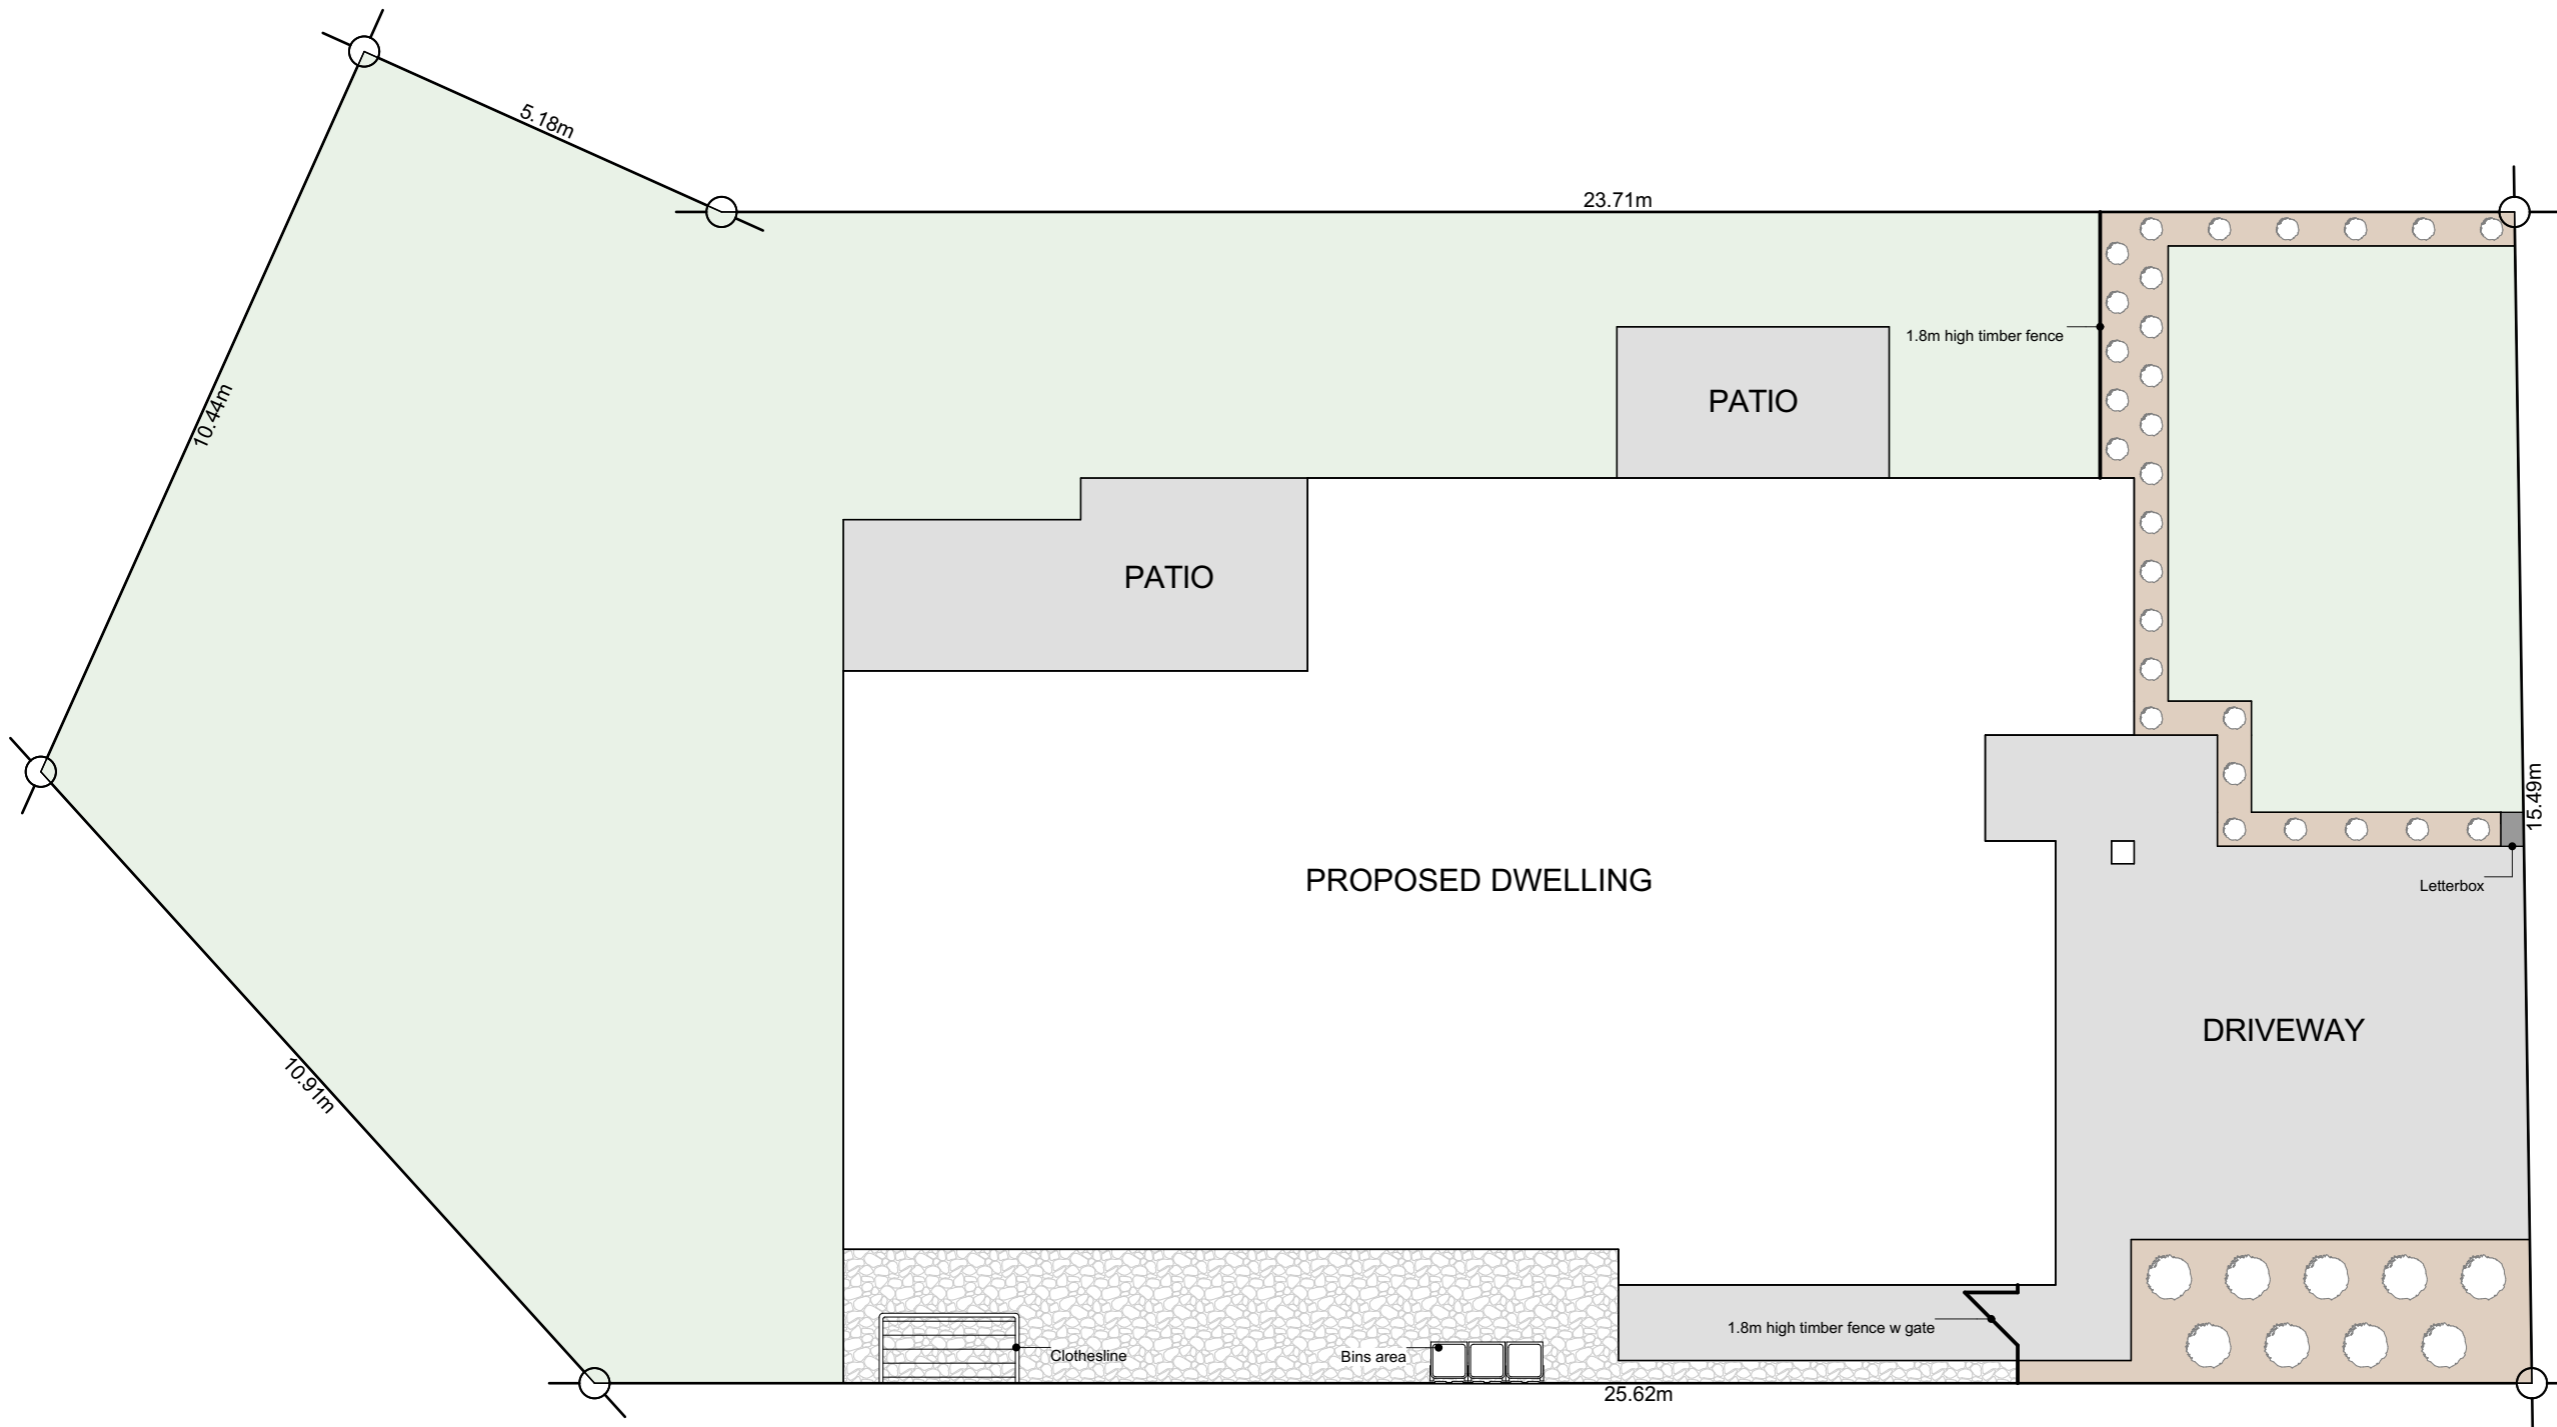 5.18m
23.71m
1.8m high timber fence
PATIO
10.44m
PATIO
15.49m
PROPOSED DWELLING
Letterbox
DRIVEWAY
10.91m
1.8m high timber fence w gate
Clothesline
Bins area
25.62m